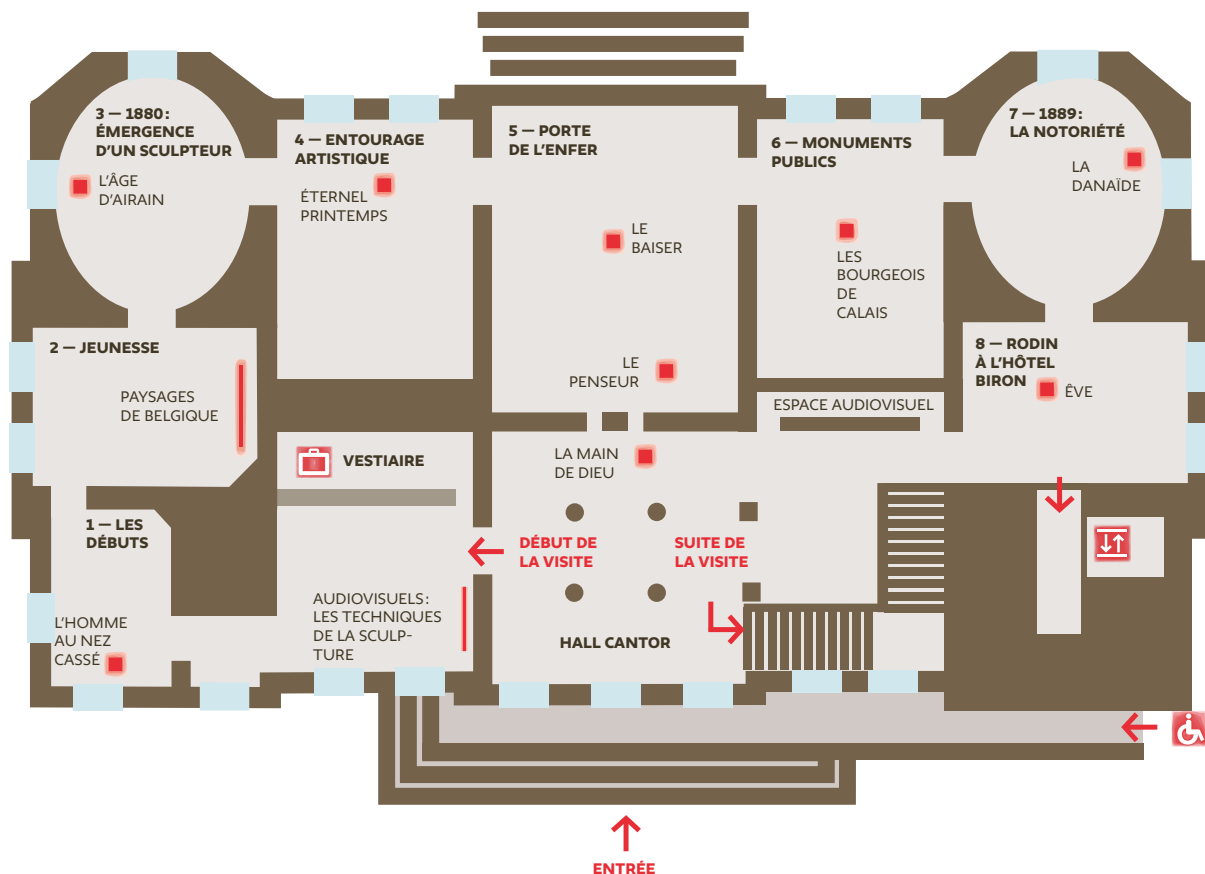 3 — 1880 :
ÉMERGENCE
D'UN SCULPTEUR
L'ÂGE
D'AIRAIN
4 — ENTOURAGE
ARTISTIQUE
ÉTERNEL
PRINTEMPS
5 — PORTE
DE L'ENFER
LE
BAISER
LE
PENSEUR
6 — MONUMENTS
PUBLICS
LES
BOURGEOIS
DE
CALAIS
7 — 1889 :
LA NOTORIÉTÉ
LA
DANAÏDE
2 — JEUNESSE
PAYSAGES
DE BELGIQUE
8 — RODIN
À L'HÔTEL
BIRON
ÊVE
ESPACE AUDIOVISUEL
VESTIAIRE
LA MAIN
DE DIEU
1 — LES
DÉBUTS
L'HOMME
AU NEZ
CASSÉ
DÉBUT DE
LA VISITE
SUITE DE
LA VISITE
AUDIOVISUELS :
LES TECHNIQUES
DE LA SCULP-
TURE
HALL CANTOR
ENTRÉE